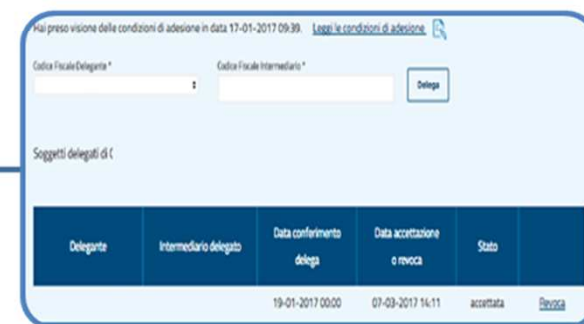 Hai preso visione delle condizioni di adesione in data 17-01-2017 09:39. Leggi le condizioni di adesione
Codice Fiscale Delegante * Codice Fiscale Intermediario *
Delega
Soggetti delegati di
Delegante Intermediario delegato Data conferimento delega Data accettazione o revoca Stato
19-01-2017 00:00 07-03-2017 14:11 accettata Revoca